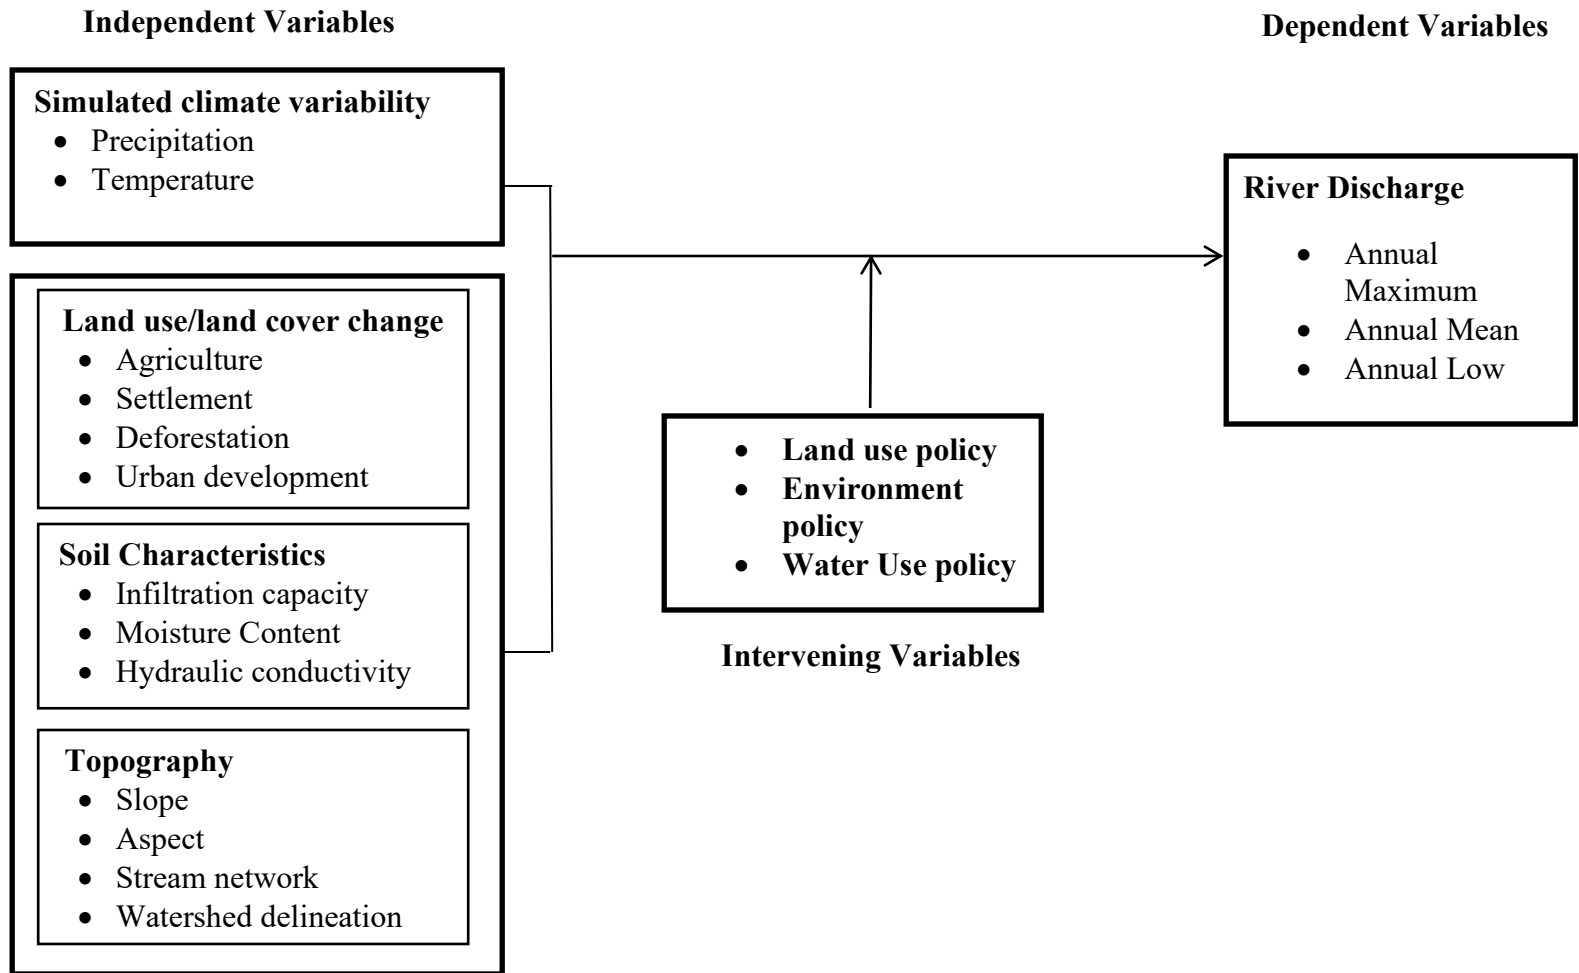 Independent Variables
Dependent Variables
Simulated climate variability
• Precipitation
• Temperature
Land use/land cover change
• Agriculture
• Settlement
• Deforestation
• Urban development
Soil Characteristics
• Infiltration capacity
• Moisture Content
• Hydraulic conductivity
Topography
• Slope
• Aspect
• Stream network
• Watershed delineation
• Land use policy
• Environment
policy
• Water Use policy
Intervening Variables
River Discharge
• Annual
Maximum
• Annual Mean
• Annual Low